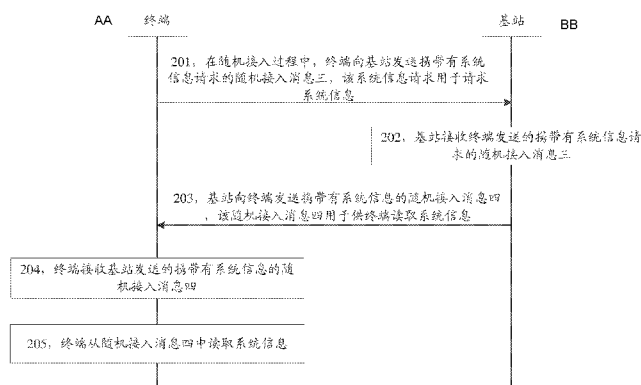 AA
终端
基站
BB
201，在随机接入过程中，终端向基站发送携带有系统
信息请求的随机接入消息三，该系统信息请求用于请求
系统信息
202，基站接收终端发送的携带有系统信息请
求的随机接入消息三
203，基站向终端发送携带有系统信息的随机接入消息四
，该随机接入消息四用于供终端读取系统信息
204，终端接收基站发送的携带有系统信息的随
机接入消息四
205，终端从随机接入消息四中读取系统信息